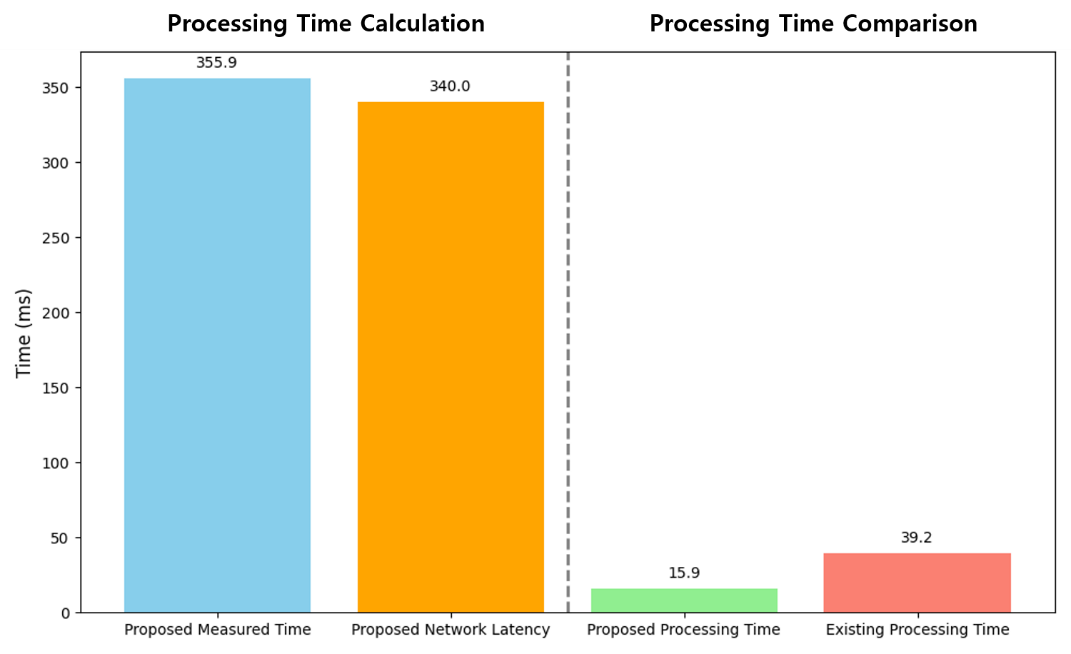 Processing Time Calculation
Processing Time Comparison
Time (ms)
350
300
250
200
150
100
50
0
355.9
340.0
15.9
39.2
Proposed Measured Time
Proposed Network Latency
Proposed Processing Time
Existing Processing Time